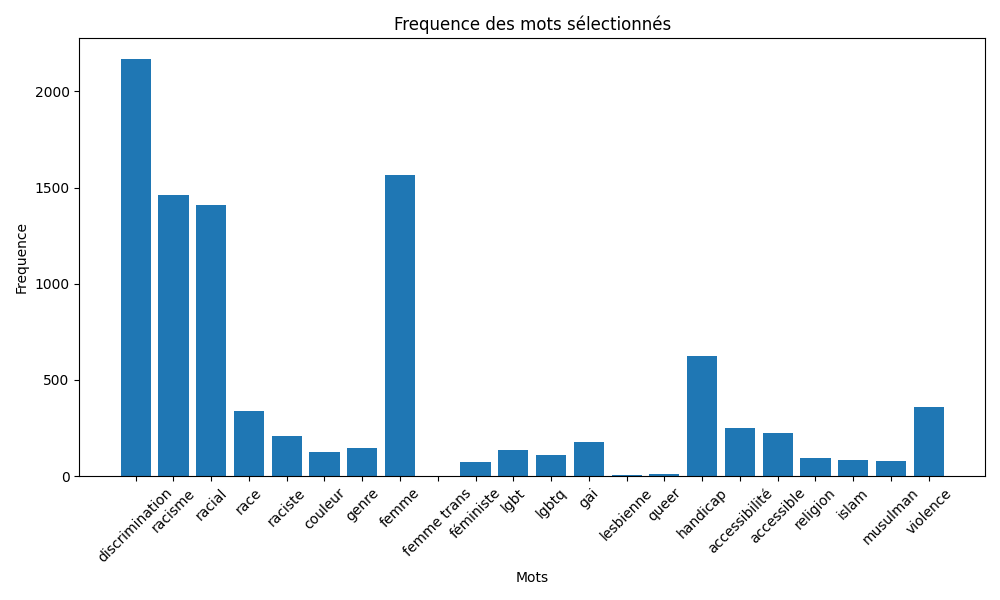 Frequence des mots sélectionnés
2000
1500
1000
500
0
Frequence
discrimination
racisme
racial
race
raciste
couleur
genre
femme
femme trans
féministe
lgbt
lgbtq
gai
lesbienne
queer
handicap
accessibilité
accessible
religion
islam
musulman
violence
Mots